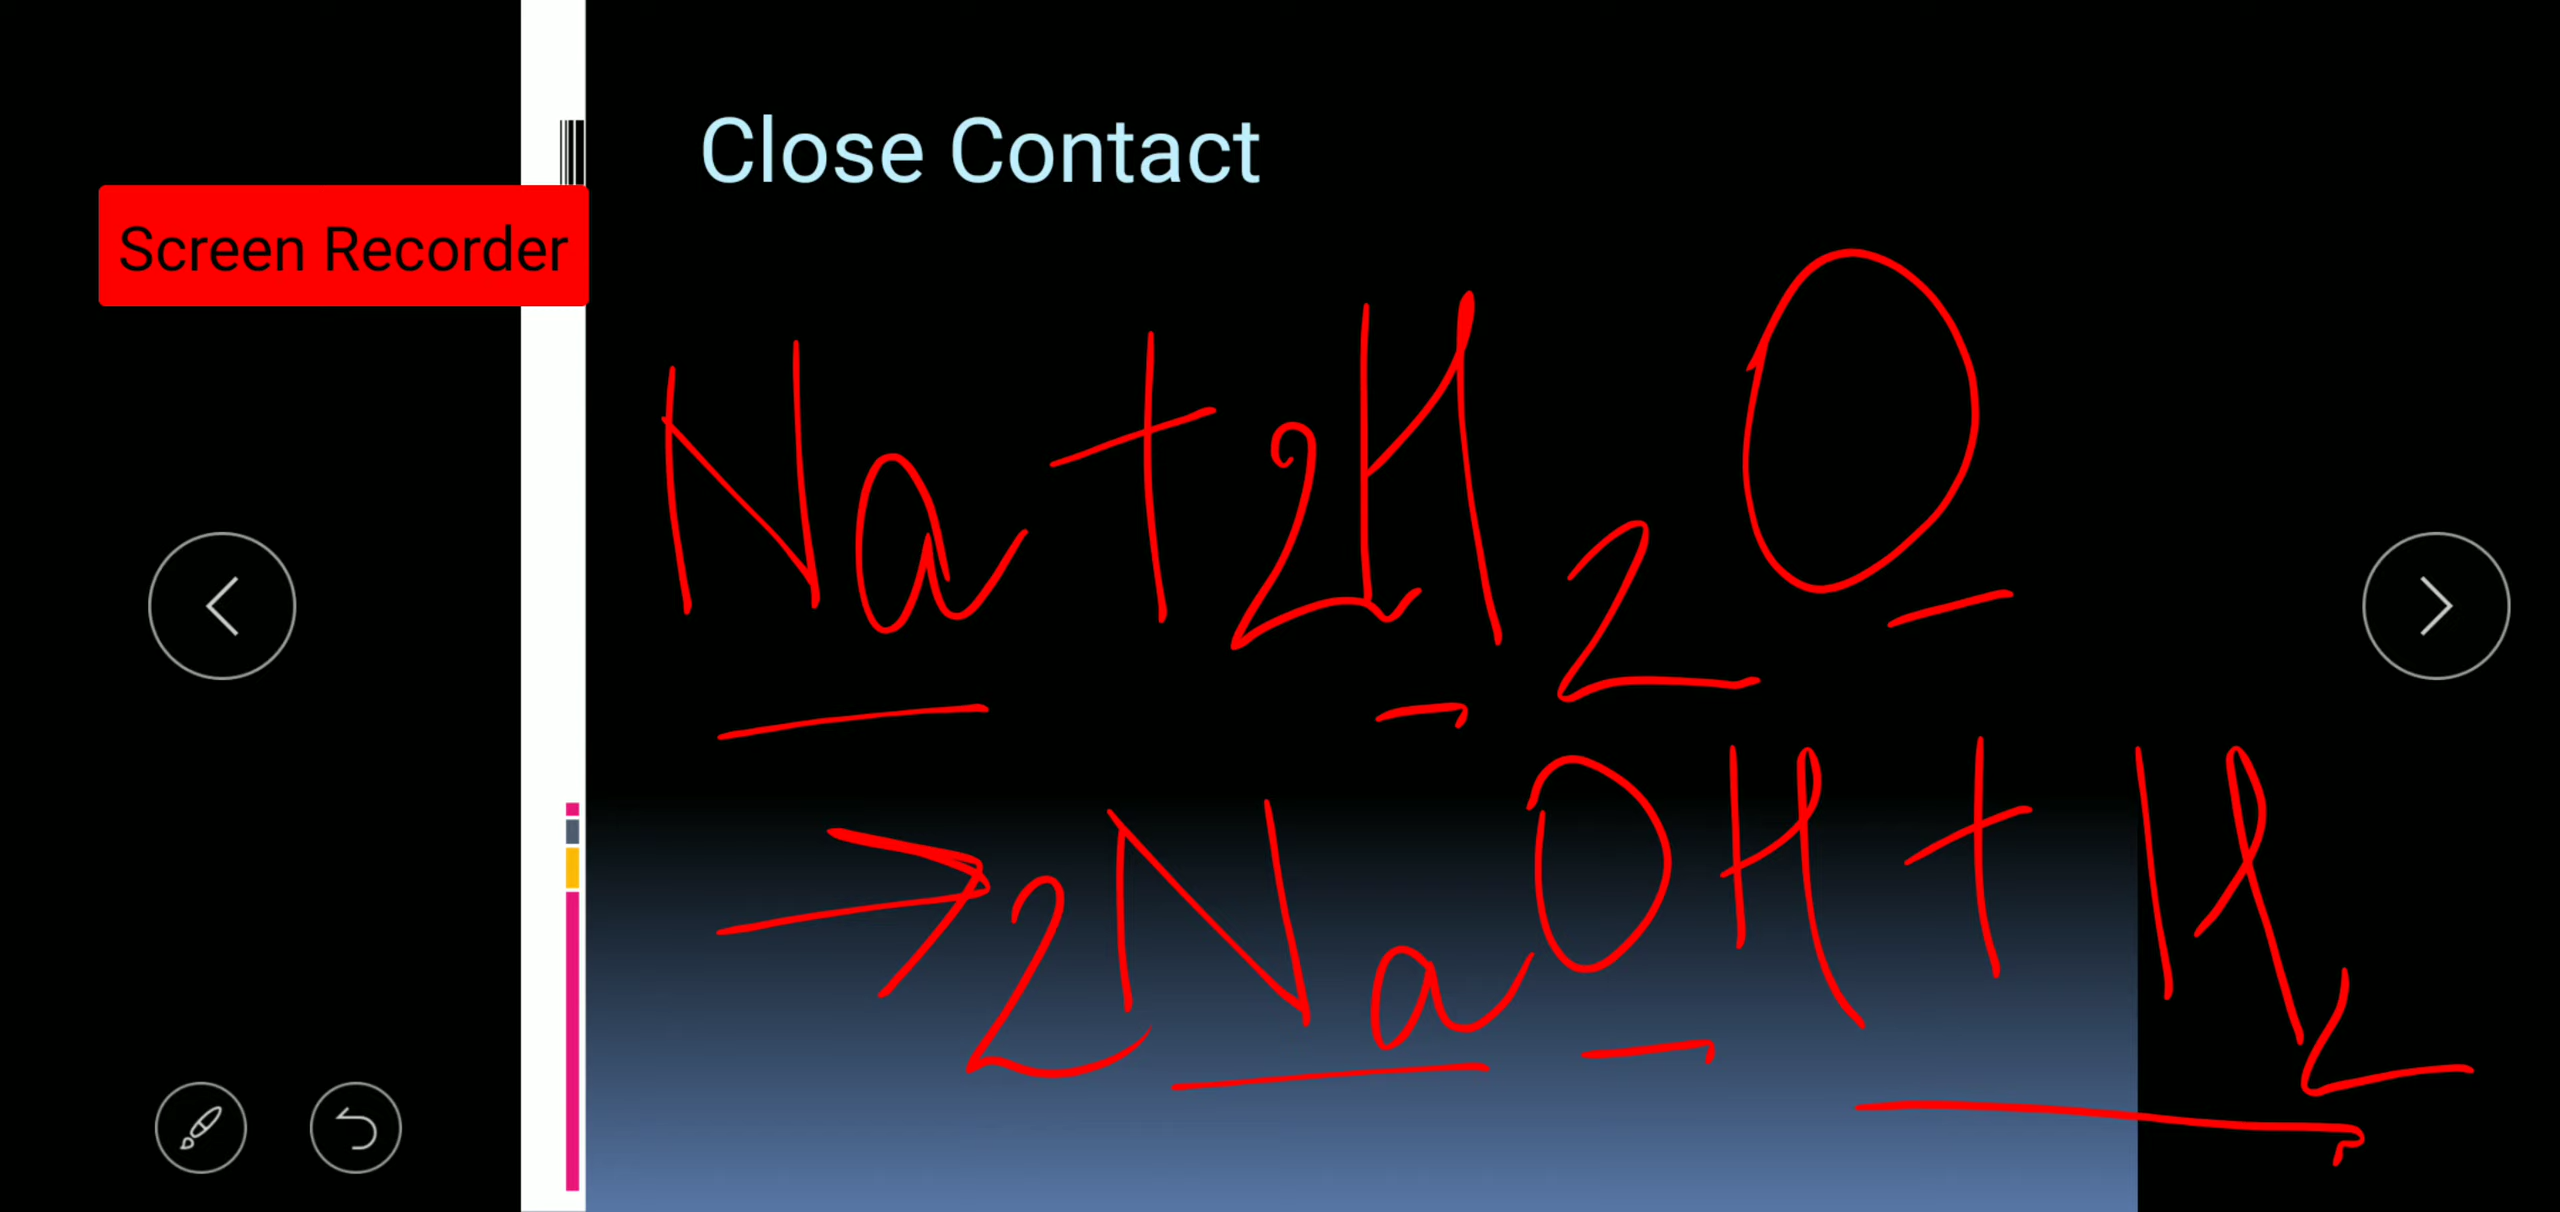 Close Contact
Screen Recorder
Na + 2H2O
→ 2NaOH + H2